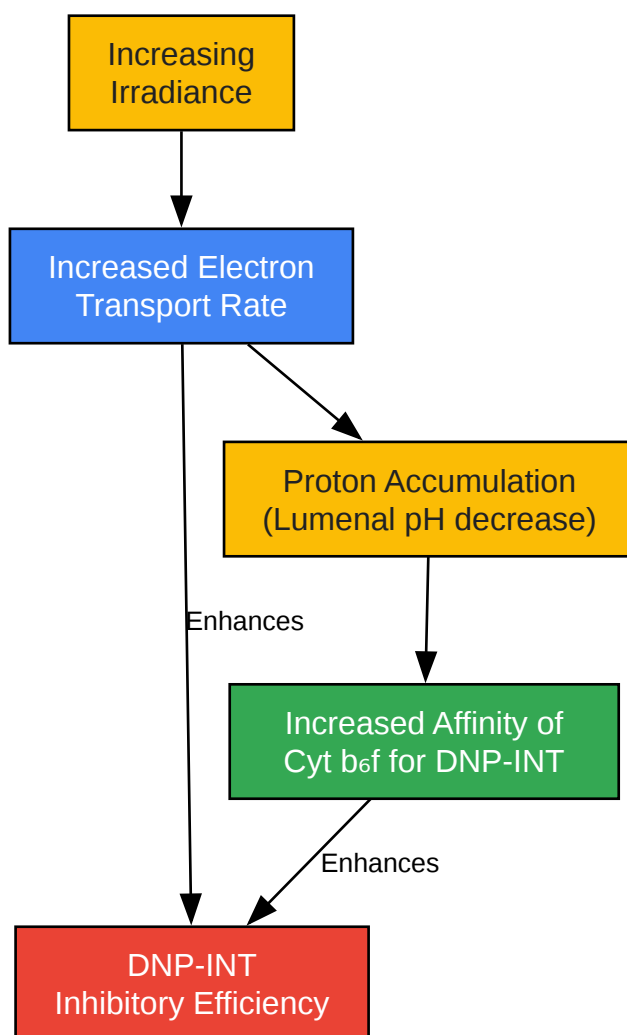 Increasing
Irradiance
Increased Electron
Transport Rate
Proton Accumulation
(Lumenal pH decrease)
Enhances
Increased Affinity of
Cyt b₆f for DNP-INT
Enhances
DNP-INT
Inhibitory Efficiency